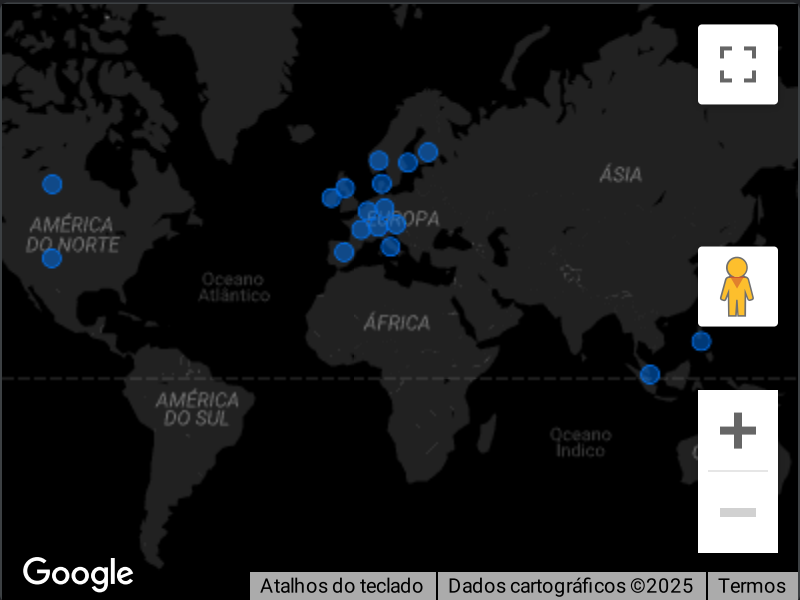 ÁSIA
AMÉRICA
DO NORTE
EUROPA
Oceano
Atlântico
ÁFRICA
AMÉRICA
DO SUL
Oceano
Índico
Google
Atalhos do teclado
Dados cartográficos ©2025
Termos